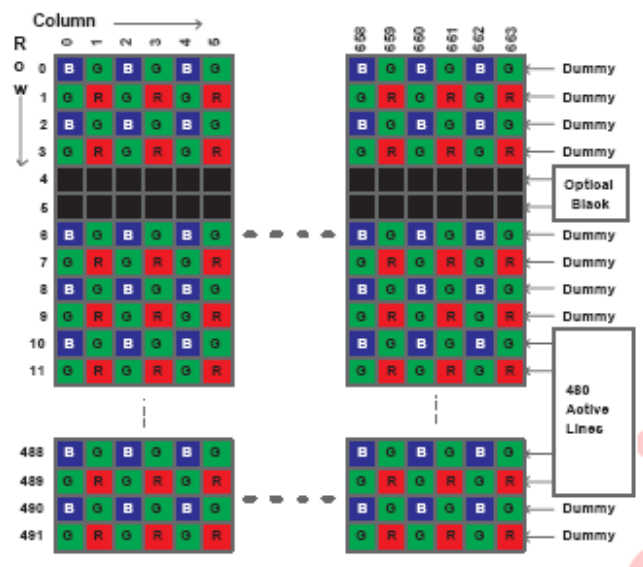 Column
Row
0 1 2 3 4 5 658 659 660 661 662 663
0 B G B G B G B G B G B G Dummy
1 G R G R G R G R G R G R Dummy
2 B G B G B G B G B G B G Dummy
3 G R G R G R G R G R G R Dummy
4 Optical
5 Black
6 B G B G B G B G B G B G Dummy
7 G R G R G R G R G R G R Dummy
8 B G B G B G B G B G B G Dummy
9 G R G R G R G R G R G R Dummy
10 B G B G B G B G B G B G
11 G R G R G R G R G R G R
480
Active
Lines
488 B G B G B G B G B G B G
489 G R G R G R G R G R G R
490 B G B G B G B G B G B G Dummy
491 G R G R G R G R G R G R Dummy